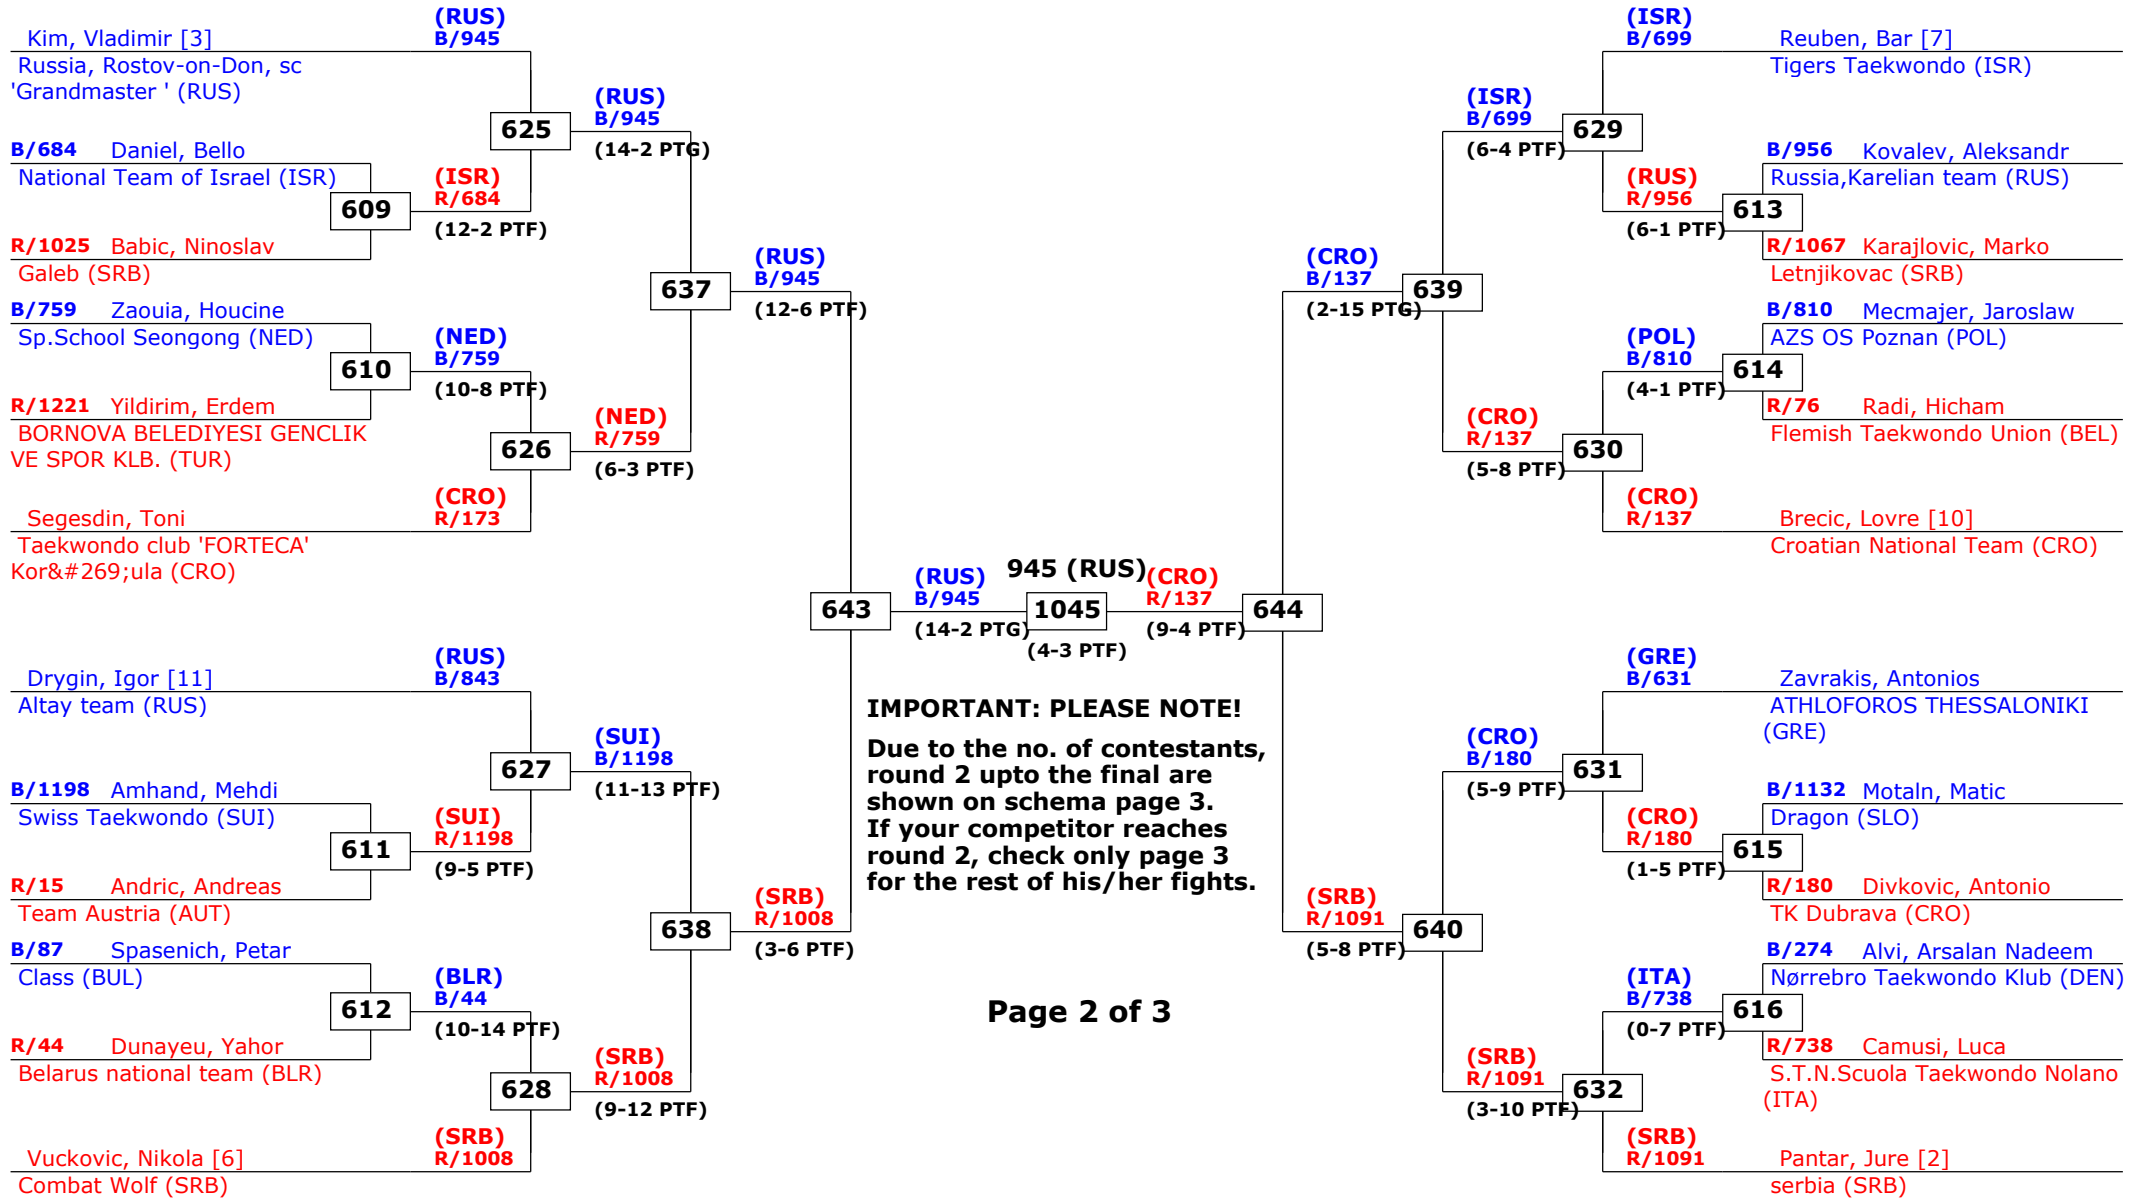 (RUS)
Kim, Vladimir [3] B/945
Russia, Rostov-on-Don, sc
'Grandmaster ' (RUS)
625
(RUS)
B/945
(14-2 PTG)
B/684 Daniel, Bello
National Team of Israel (ISR)
609
(ISR)
R/684
(12-2 PTF)
R/1025 Babic, Ninoslav
Galeb (SRB)
637
(RUS)
B/945
(12-6 PTF)
B/759 Zaouia, Houcine
Sp.School Seongong (NED)
610
(NED)
B/759
(10-8 PTF)
R/1221 Yildirim, Erdem
BORNOVA BELEDIYESI GENCLIK
VE SPOR KLB. (TUR)
626
(NED)
R/759
(6-3 PTF)
(CRO)
Segesdin, Toni R/173
Taekwondo club 'FORTECA'
Kor&#269;ula (CRO)
643
(RUS)
B/945
(14-2 PTG)
945 (RUS)
1045
(4-3 PTF)
(CRO)
R/137
(9-4 PTF)
644
(RUS)
Drygin, Igor [11] B/843
Altay team (RUS)
627
(SUI)
B/1198
(11-13 PTF)
B/1198 Amhand, Mehdi
Swiss Taekwondo (SUI)
611
(SUI)
R/1198
(9-5 PTF)
R/15 Andric, Andreas
Team Austria (AUT)
638
(SRB)
R/1008
(3-6 PTF)
B/87 Spasenich, Petar
Class (BUL)
612
(BLR)
B/44
(10-14 PTF)
R/44 Dunayeu, Yahor
Belarus national team (BLR)
628
(SRB)
R/1008
(9-12 PTF)
(SRB)
Vuckovic, Nikola [6] R/1008
Combat Wolf (SRB)
IMPORTANT: PLEASE NOTE!
Due to the no. of contestants,
round 2 upto the final are
shown on schema page 3.
If your competitor reaches
round 2, check only page 3
for the rest of his/her fights.
Page 2 of 3
(ISR)
B/699 Reuben, Bar [7]
Tigers Taekwondo (ISR)
(ISR)
B/699
(6-4 PTF)
629
B/956 Kovalev, Aleksandr
Russia,Karelian team (RUS)
(RUS)
R/956
(6-1 PTF)
613
R/1067 Karajlovic, Marko
Letnjikovac (SRB)
(CRO)
B/137
(2-15 PTG)
639
B/810 Mecmajer, Jaroslaw
AZS OS Poznan (POL)
(POL)
B/810
(4-1 PTF)
614
R/76 Radi, Hicham
Flemish Taekwondo Union (BEL)
(CRO)
R/137
(5-8 PTF)
630
(CRO)
R/137 Brecic, Lovre [10]
Croatian National Team (CRO)
(GRE)
B/631 Zavrakis, Antonios
ATHLOFOROS THESSALONIKI
(GRE)
(CRO)
B/180
(5-9 PTF)
631
B/1132 Motaln, Matic
Dragon (SLO)
(CRO)
R/180
(1-5 PTF)
615
R/180 Divkovic, Antonio
TK Dubrava (CRO)
(SRB)
R/1091
(5-8 PTF)
640
B/274 Alvi, Arsalan Nadeem
Nørrebro Taekwondo Klub (DEN)
(ITA)
B/738
(0-7 PTF)
616
R/738 Camusi, Luca
S.T.N.Scuola Taekwondo Nolano
(ITA)
(SRB)
R/1091
(3-10 PTF)
632
(SRB)
R/1091 Pantar, Jure [2]
serbia (SRB)